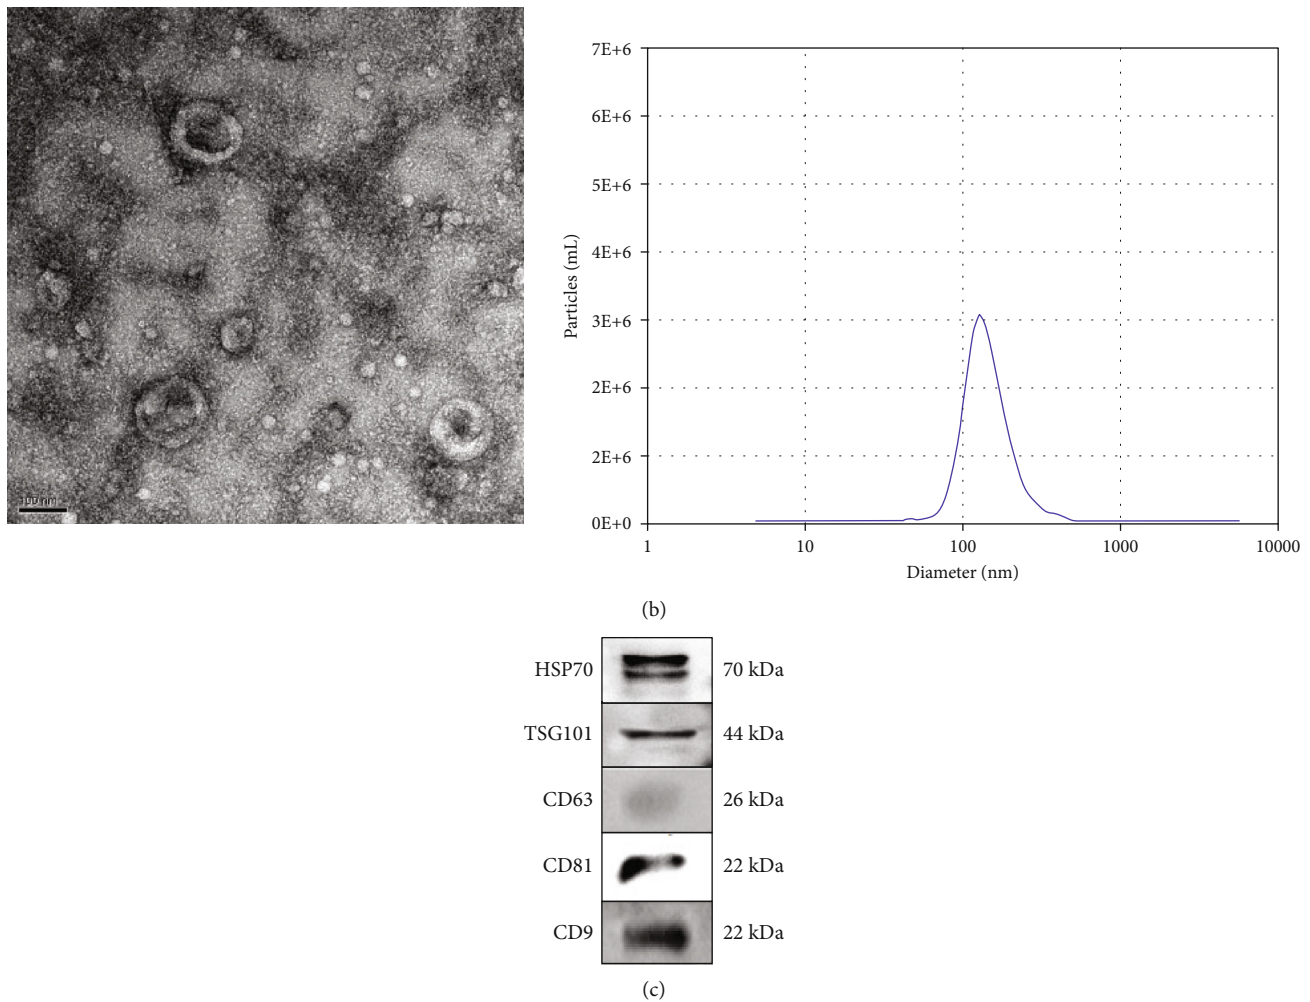 100 nm
7E+6
6E+6
5E+6
4E+6
3E+6
2E+6
2E+6
0E+0
Particles (mL)
1
10
100
1000
10000
Diameter (nm)
(b)
HSP70
70 kDa
TSG101
44 kDa
CD63
26 kDa
CD81
22 kDa
CD9
22 kDa
(c)